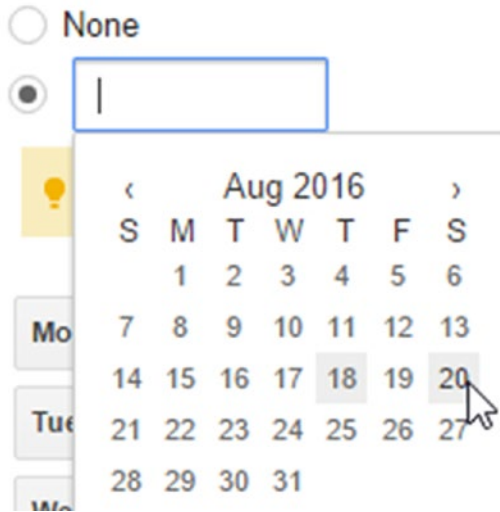 None
‹ Aug 2016 ›
S M T W T F S
1 2 3 4 5 6
7 8 9 10 11 12 13
Mo
14 15 16 17 18 19 20
Tue
21 22 23 24 25 26 27
28 29 30 31
We